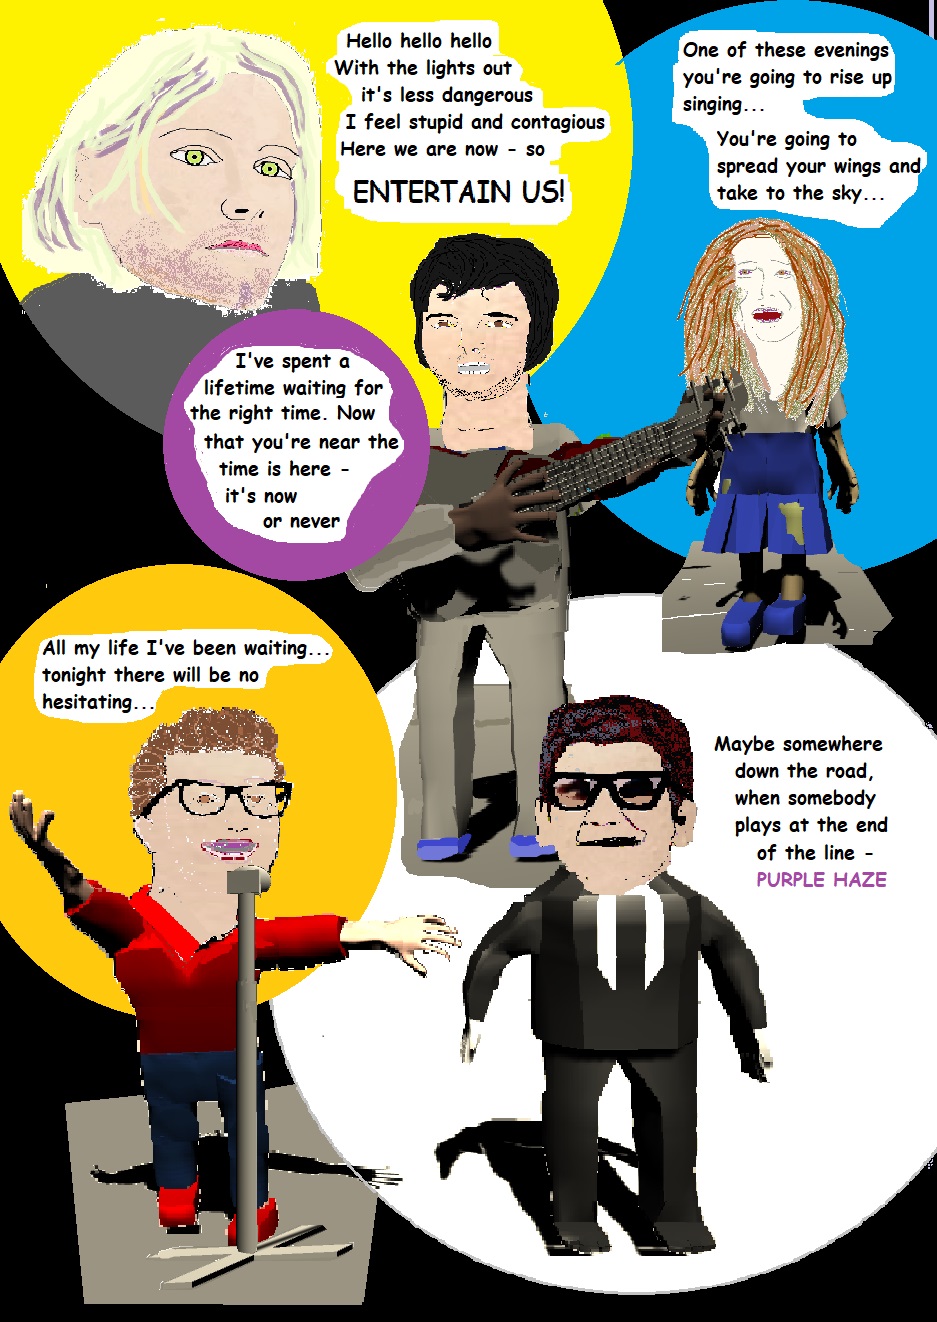 Hello hello hello
With the lights out
it's less dangerous
I feel stupid and contagious
Here we are now - so
ENTERTAIN US!
One of these evenings
you're going to rise up
singing...
You're going to
spread your wings and
take to the sky...
I've spent a
lifetime waiting for
the right time. Now
that you're near the
time is here -
it's now
or never
All my life I've been waiting...
tonight there will be no
hesitating...
Maybe somewhere
down the road,
when somebody
plays at the end
of the line -
PURPLE HAZE